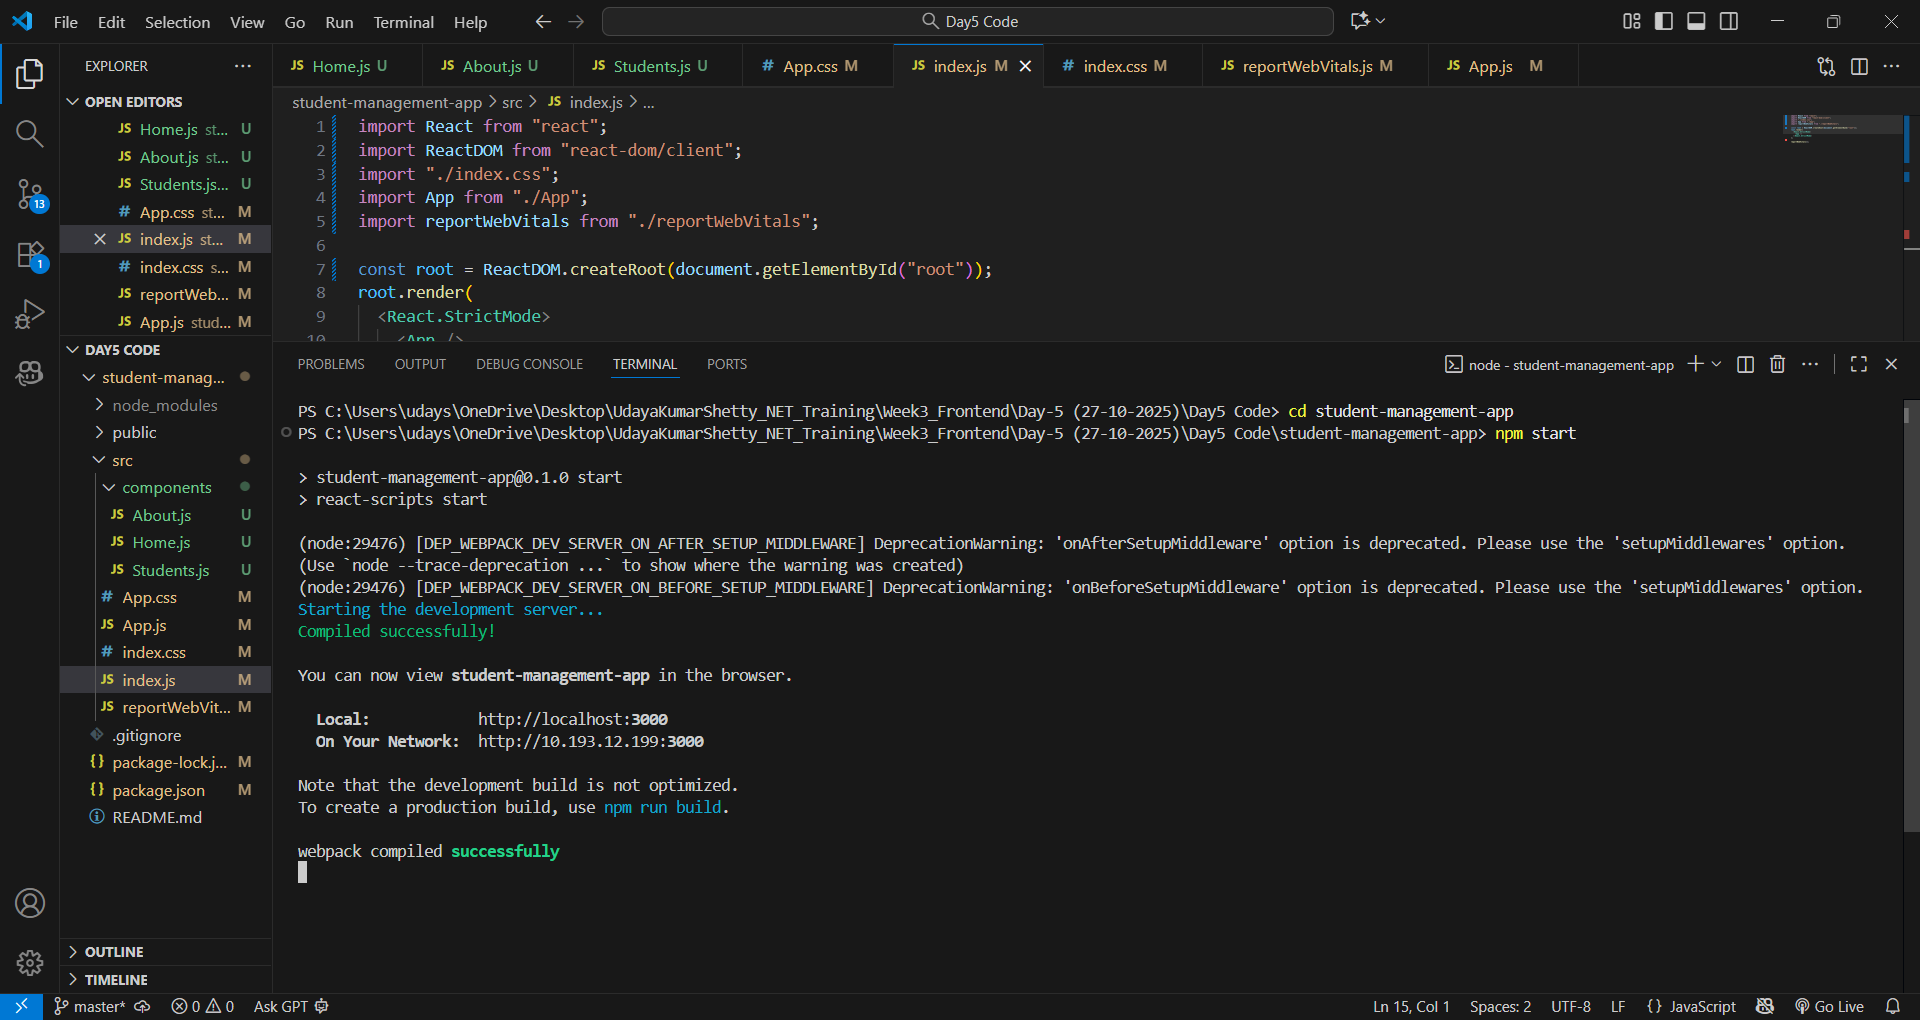 File Edit Selection View Go Run Terminal Help
Day5 Code
EXPLORER
OPEN EDITORS
JS Home.js st... U
JS About.js st... U
JS Students.js... U
# App.css st... M
JS index.js st... M
# index.css s... M
JS reportWeb... M
JS App.js stud... M
DAY5 CODE
student-manag...
node_modules
public
src
components
JS About.js U
JS Home.js U
JS Students.js U
# App.css M
JS App.js M
# index.css M
JS index.js M
JS reportWebVit... M
.gitignore
{} package-lock.j... M
{} package.json M
README.md
OUTLINE
TIMELINE
13
1
JS Home.js U JS About.js U JS Students.js U # App.css M JS index.js M # index.css M JS reportWebVitals.js M JS App.js M
student-management-app > src > JS index.js > ...
1 import React from "react";
2 import ReactDOM from "react-dom/client";
3 import "./index.css";
4 import App from "./App";
5 import reportWebVitals from "./reportWebVitals";
6
7 const root = ReactDOM.createRoot(document.getElementById("root"));
8 root.render(
9 <React.StrictMode>
10 <App />
PROBLEMS OUTPUT DEBUG CONSOLE TERMINAL PORTS
node - student-management-app
PS C:\Users\udays\OneDrive\Desktop\UdayaKumarShetty_NET_Training\Week3_Frontend\Day-5 (27-10-2025)\Day5 Code> cd student-management-app
PS C:\Users\udays\OneDrive\Desktop\UdayaKumarShetty_NET_Training\Week3_Frontend\Day-5 (27-10-2025)\Day5 Code\student-management-app> npm start
> student-management-app@0.1.0 start
> react-scripts start
(node:29476) [DEP_WEBPACK_DEV_SERVER_ON_AFTER_SETUP_MIDDLEWARE] DeprecationWarning: 'onAfterSetupMiddleware' option is deprecated. Please use the 'setupMiddlewares' option.
(Use `node --trace-deprecation ...` to show where the warning was created)
(node:29476) [DEP_WEBPACK_DEV_SERVER_ON_BEFORE_SETUP_MIDDLEWARE] DeprecationWarning: 'onBeforeSetupMiddleware' option is deprecated. Please use the 'setupMiddlewares' option.
Starting the development server...
Compiled successfully!
You can now view student-management-app in the browser.
Local: http://localhost:3000
On Your Network: http://10.193.12.199:3000
Note that the development build is not optimized.
To create a production build, use npm run build.
webpack compiled successfully
master* 0 0 Ask GPT
Ln 15, Col 1 Spaces: 2 UTF-8 LF {} JavaScript Go Live